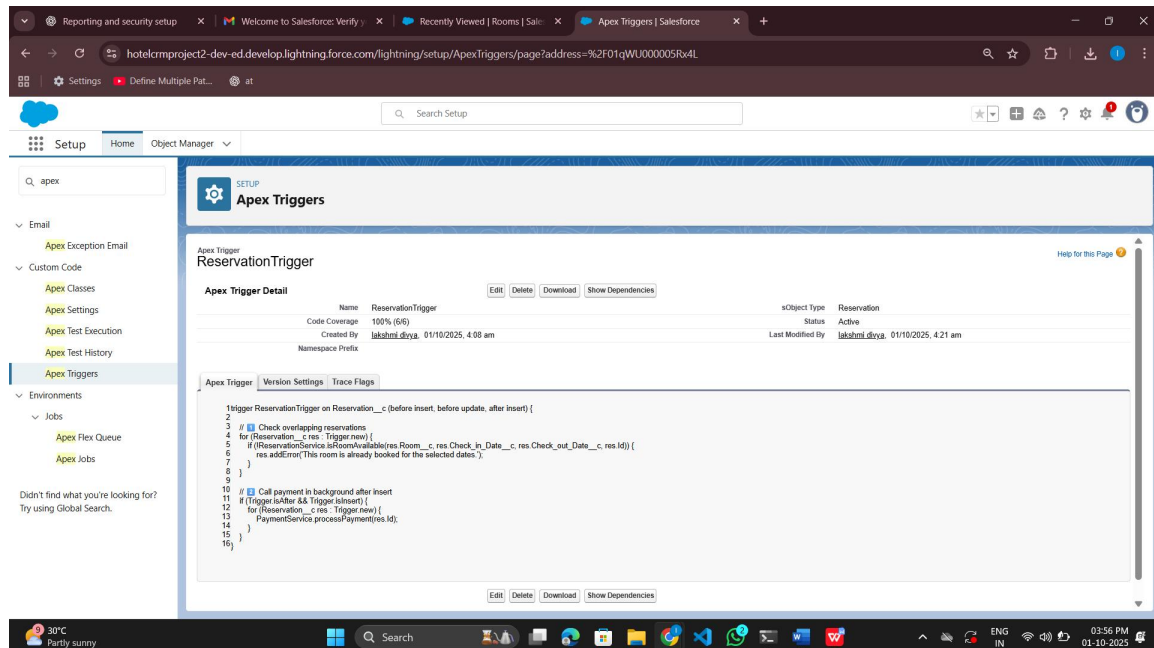 Reporting and security setup
Welcome to Salesforce: Verify y
Recently Viewed | Rooms | Sale
Apex Triggers | Salesforce
hotelcrmproject2-dev-ed.develop.lightning.force.com/lightning/setup/ApexTriggers/page?address=%2F01qWU000005Rx4L
Settings
Define Multiple Pat...
at
Search Setup
Setup
Home
Object Manager
apex
SETUP
Apex Triggers
Email
Apex Exception Email
Custom Code
Apex Classes
Apex Settings
Apex Test Execution
Apex Test History
Apex Triggers
Environments
Jobs
Apex Flex Queue
Apex Jobs
Didn't find what you're looking for?
Try using Global Search.
Apex Trigger
ReservationTrigger
Help for this Page
Apex Trigger Detail
Edit Delete Download Show Dependencies
Name ReservationTrigger sObject Type Reservation
Code Coverage 100% (6/6) Status Active
Created By lakshmi divya, 01/10/2025, 4:08 am Last Modified By lakshmi divya, 01/10/2025, 4:21 am
Namespace Prefix
Apex Trigger Version Settings Trace Flags
1 trigger ReservationTrigger on Reservation__c (before insert, before update, after insert) {
2
3 // 1 Check overlapping reservations
4 for (Reservation__c res : Trigger.new) {
5 if (!ReservationService.isRoomAvailable(res.Room__c, res.Check_in_Date__c, res.Check_out_Date__c, res.Id)) {
6 res.addError('This room is already booked for the selected dates.');
7 }
8 }
9
10 // 2 Call payment in background after insert
11 if (Trigger.isAfter && Trigger.isInsert) {
12 for (Reservation__c res : Trigger.new) {
13 PaymentService.processPayment(res.Id);
14 }
15 }
16 }
Edit Delete Download Show Dependencies
9
30°C
Partly sunny
Search
2
ENG
IN
03:56 PM
01-10-2025